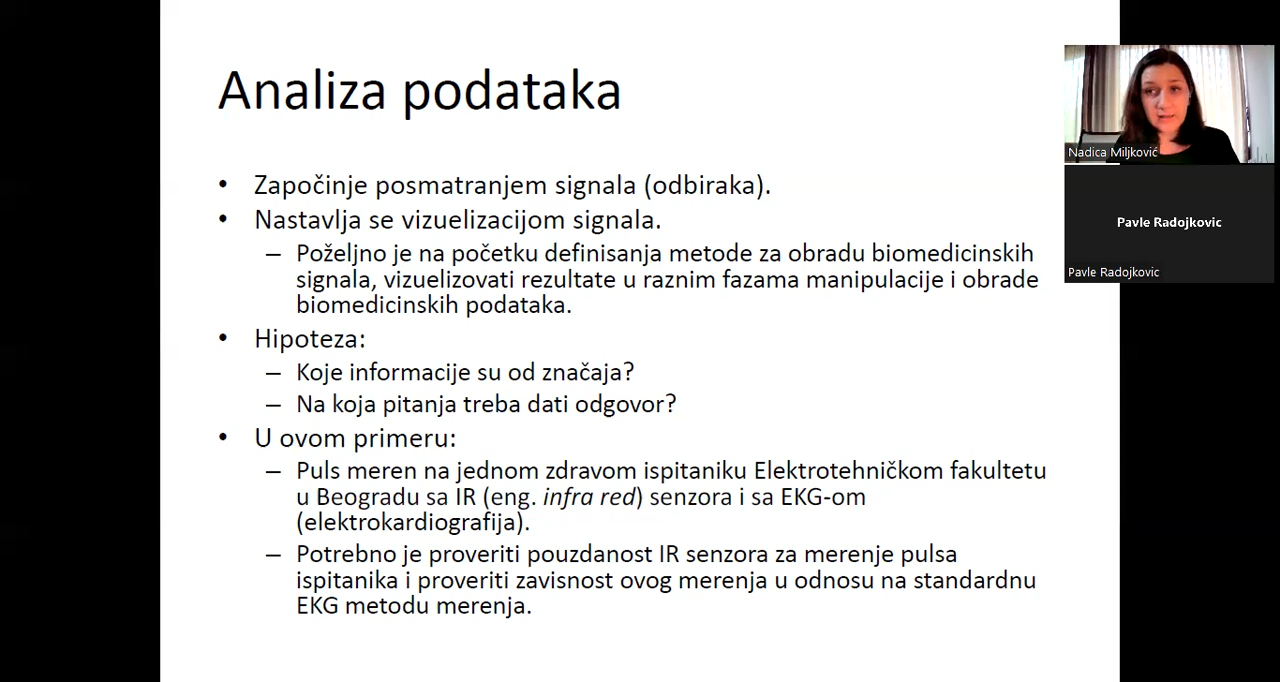 Analiza podataka
• Započinje posmatranjem signala (odbiraka).
• Nastavlja se vizuelizacijom signala.
– Poželjno je na početku definisanja metode za obradu biomedicinskih
signala, vizuelizovati rezultate u raznim fazama manipulacije i obrade
biomedicinskih podataka.
• Hipoteza:
– Koje informacije su od značaja?
– Na koja pitanja treba dati odgovor?
• U ovom primeru:
– Puls meren na jednom zdravom ispitaniku Elektrotehničkom fakultetu
u Beogradu sa IR (eng. infra red) senzora i sa EKG-om
(elektrokardiografija).
– Potrebno je proveriti pouzdanost IR senzora za merenje pulsa
ispitanika i proveriti zavisnost ovog merenja u odnosu na standardnu
EKG metodu merenja.
Nadica Miljković
Pavle Radojkovic
Pavle Radojkovic